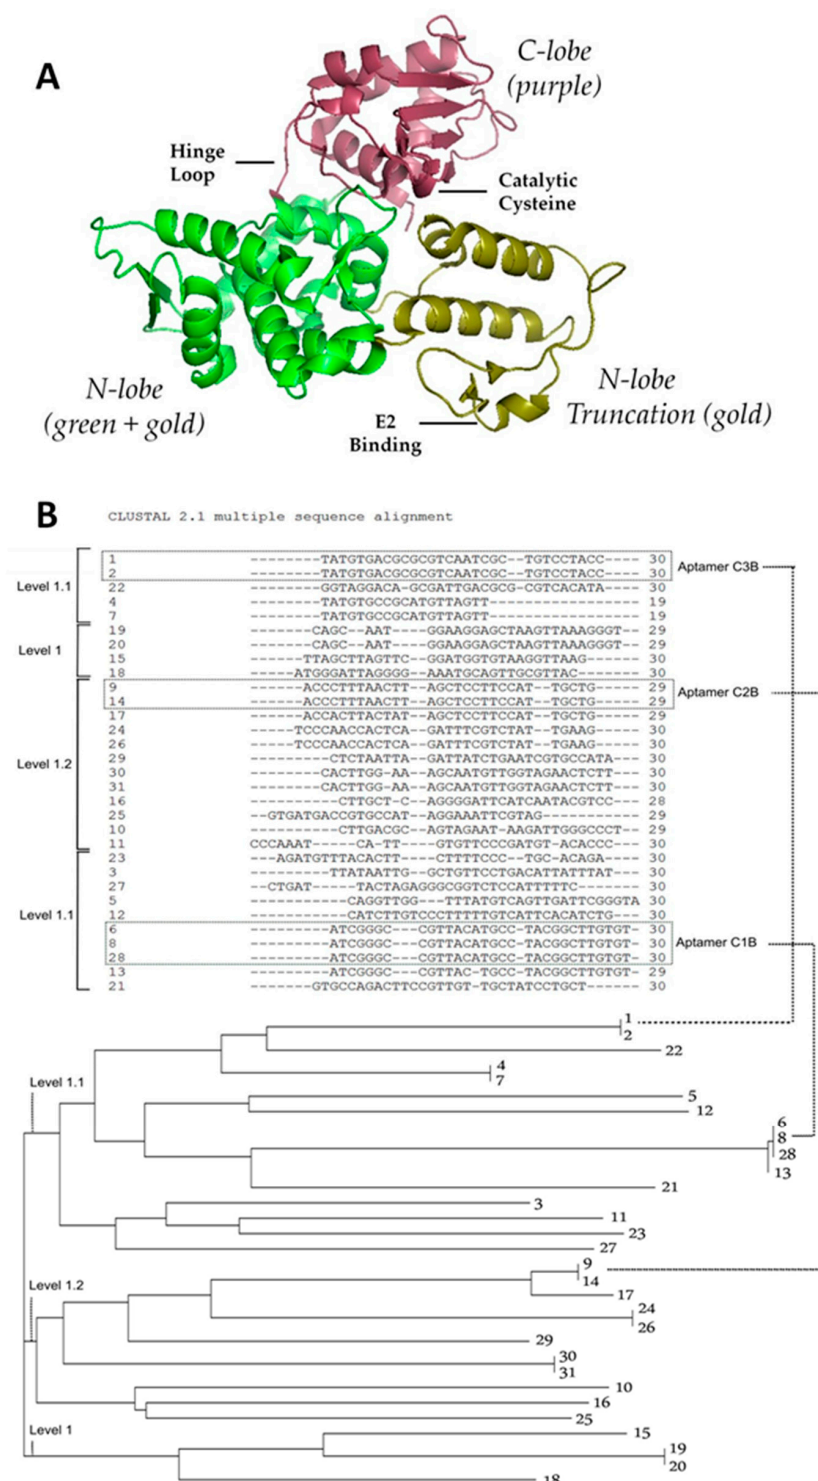 A
C-lobe
(purple)
Hinge
Loop
Catalytic
Cysteine
N-lobe
(green + gold)
E2
Binding
N-lobe
Truncation (gold)
B
CLUSTAL 2.1 multiple sequence alignment
Level 1.1
Level 1
Level 1.2
Level 1.1
1 --------TATGTGACGCGCGTCAATCGC--TGTCCTACC---- 30
2 --------TATGTGACGCGCGTCAATCGC--TGTCCTACC---- 30
22 --------GGTAGGACA-GCGATTGACGCG-CGTCACATA---- 30
4 --------TATGTGCCGCATGTTAGTT----------------- 19
7 --------TATGTGCCGCATGTTAGTT----------------- 19
19 -------CAGC--AAT----GGAAGGAGCTAAGTTAAAGGGT-- 29
20 -------CAGC--AAT----GGAAGGAGCTAAGTTAAAGGGT-- 29
15 ------TTAGCTTAGTTC--GGATGGTGTAAGGTTAAG------ 30
18 -----ATGGGATTAGGGG--AAATGCAGTTGCGTTAC------- 30
9 ------ACCCTTTAACTT--AGCTCCTTCCAT--TGCTG----- 29
14 ------ACCCTTTAACTT--AGCTCCTTCCAT--TGCTG----- 29
17 ------ACCACTTACTAT--AGCTCCTTCCAT--TGCTG----- 29
24 -----TCCCAACCACTCA--GATTTCGTCTAT--TGAAG----- 30
26 -----TCCCAACCACTCA--GATTTCGTCTAT--TGAAG----- 30
29 ---------CTCTAATTA--GATTATCTGAATCGTGCCATA--- 30
30 --------CACTTGG-AA--AGCAATGTTGGTAGAACTCTT--- 30
31 --------CACTTGG-AA--AGCAATGTTGGTAGAACTCTT--- 30
16 ----------CTTGCT-C--AGGGGATTCATCAATACGTCC--- 28
25 --GTGATGACCGTGCCAT--AGGAAATTCGTAG----------- 29
10 ----------CTTGACGC--AGTAGAAT-AAGATTGGGCCCT-- 29
11 CCCAAAT-----CA-TT----GTGTTCCCGATGT-ACACCC--- 30
23 ---AGATGTTTACACTT----CTTTTCCC---TGC-ACAGA--- 30
3 ---------TTATAATTG--GCTGTTCCTGACATTATTTAT--- 30
27 --CTGAT-----TACTAGAGGGCGGTCTCCATTTTTC------- 30
5 -----------CAGGTTGG---TTTATGTCAGTTGATTCGGGTA 30
12 -----------CATCTTGTCCCTTTTTGTCATTCACATCTG--- 30
6 ---------ATCGGGC---CGTTACATGCC-TACGGCTTGTGT- 30
8 ---------ATCGGGC---CGTTACATGCC-TACGGCTTGTGT- 30
28 ---------ATCGGGC---CGTTACATGCC-TACGGCTTGTGT- 30
13 ---------ATCGGGC---CGTTAC-TGCC-TACGGCTTGTGT- 29
21 -------GTGCCAGACTTCCGTTGT-TGCTATCCTGCT------ 30
Aptamer C3B
Aptamer C2B
Aptamer C1B
1
2
22
4
7
Level 1.1
5
12
6
8
28
13
21
3
11
23
27
9
Level 1.2
14
17
24
26
29
30
31
10
16
25
Level 1
15
19
20
18